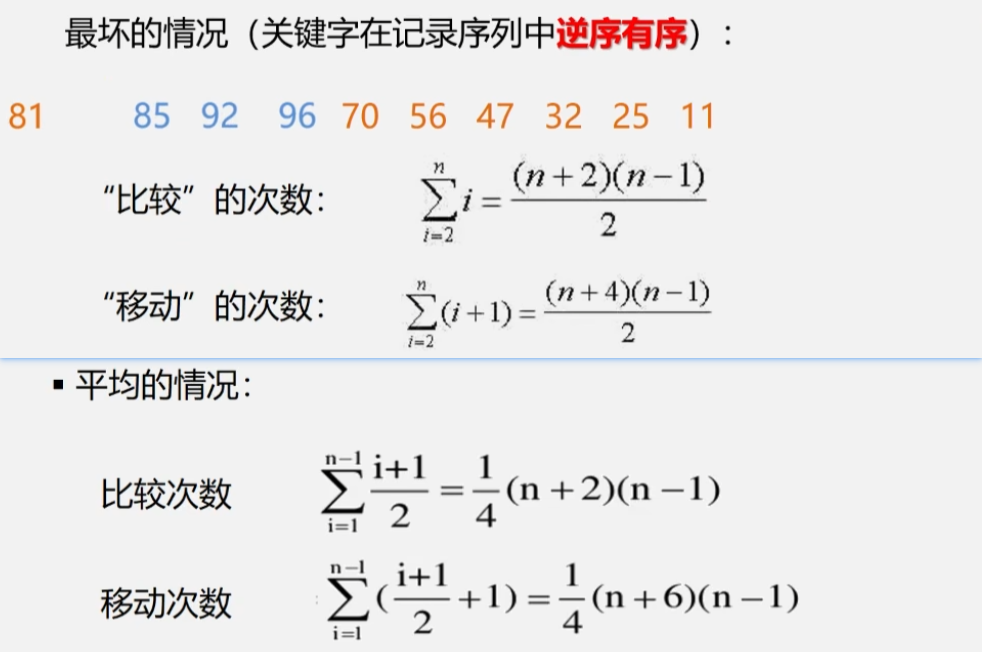 最坏的情况（关键字在记录序列中逆序有序）：
81 85 92 96 70 56 47 32 25 11
“比较”的次数： \sum_{i=2}^{n} i = \frac{(n+2)(n-1)}{2}
“移动”的次数： \sum_{i=2}^{n} (i+1) = \frac{(n+4)(n-1)}{2}
▪ 平均的情况：
比较次数 \sum_{i=1}^{n-1} \frac{i+1}{2} = \frac{1}{4}(n+2)(n-1)
移动次数 \sum_{i=1}^{n-1} (\frac{i+1}{2}+1) = \frac{1}{4}(n+6)(n-1)